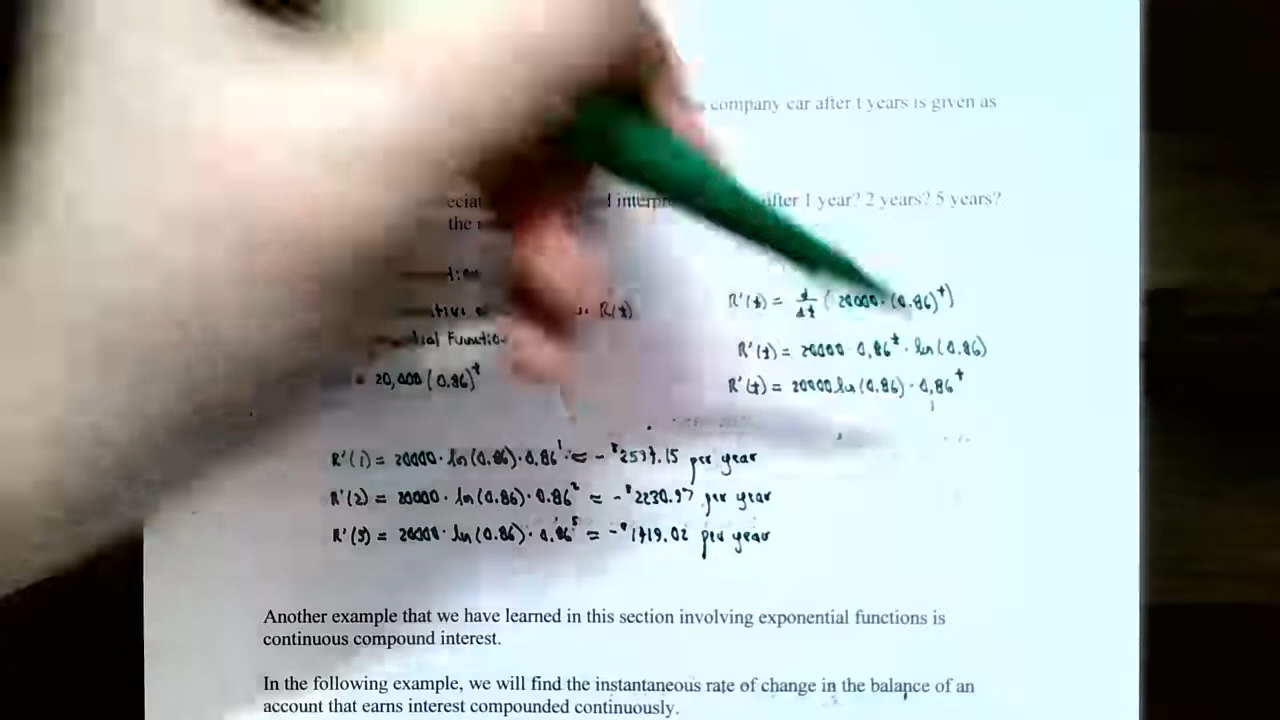 company car after t years is given as
after 1 year? 2 years? 5 years?
the
R(t)
R'(t) = d/dt (20000·(0.86)^t)
Function
R'(t) = 20000·0.86^t · ln(0.86)
= 20,000(0.86)^t
R'(t) = 20000 ln(0.86)·0.86^t
R'(1) = 20000·ln(0.86)·0.86^1 ≈ -$2597.15 per year
R'(2) = 20000·ln(0.86)·0.86^2 ≈ -$2230.97 per year
R'(5) = 20000·ln(0.86)·0.86^5 ≈ -$1419.02 per year
Another example that we have learned in this section involving exponential functions is
continuous compound interest.
In the following example, we will find the instantaneous rate of change in the balance of an
account that earns interest compounded continuously.